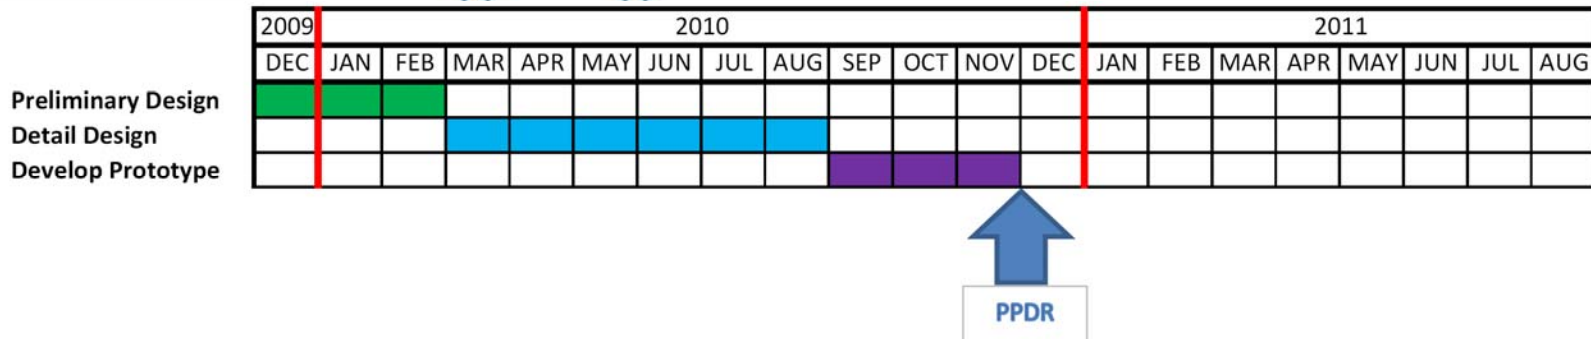 2009 2010 2011
DEC JAN FEB MAR APR MAY JUN JUL AUG SEP OCT NOV DEC JAN FEB MAR APR MAY JUN JUL AUG
Preliminary Design
Detail Design
Develop Prototype
PPDR